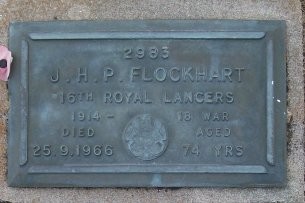 2983
J.H.P. FLOCKHART
16TH ROYAL LANCERS
1914 - 18 WAR
DIED AGED
25.9.1966 74 YRS